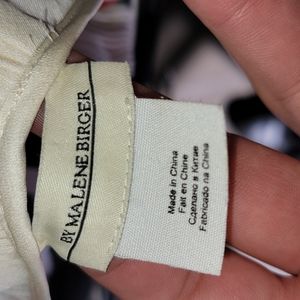 BY MALENE BIRGER
Made in China
Fait en Chine
Сделано в Китае
Fabricado na China